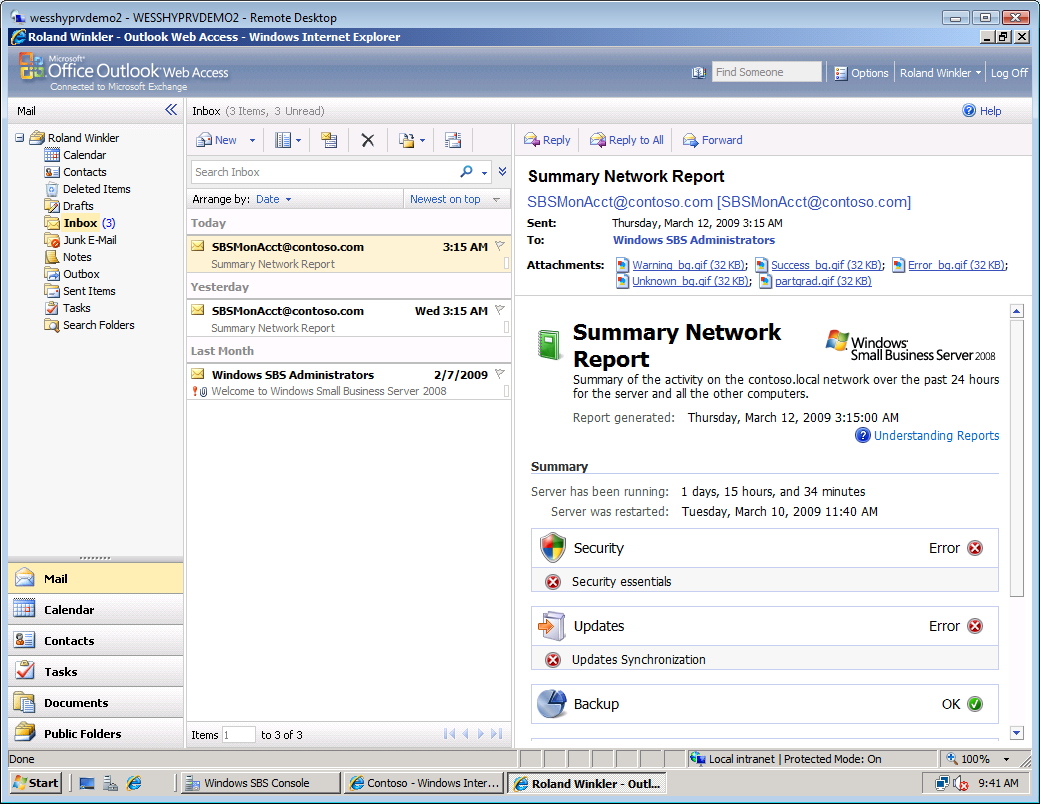 wesshyprvdemo2 - WESSHYPRVDEMO2 - Remote Desktop
Roland Winkler - Outlook Web Access - Windows Internet Explorer
Microsoft®
Office Outlook® Web Access
Connected to Microsoft Exchange
Find Someone
Options
Roland Winkler
Log Off
Mail
Roland Winkler
Calendar
Contacts
Deleted Items
Drafts
Inbox (3)
Junk E-Mail
Notes
Outbox
Sent Items
Tasks
Search Folders
Mail
Calendar
Contacts
Tasks
Documents
Public Folders
Inbox (3 Items, 3 Unread)
Help
New
Search Inbox
Arrange by: Date
Newest on top
Today
SBSMonAcct@contoso.com 3:15 AM
Summary Network Report
Yesterday
SBSMonAcct@contoso.com Wed 3:15 AM
Summary Network Report
Last Month
Windows SBS Administrators 2/7/2009
Welcome to Windows Small Business Server 2008
Items 1 to 3 of 3
Reply
Reply to All
Forward
Summary Network Report
SBSMonAcct@contoso.com [SBSMonAcct@contoso.com]
Sent: Thursday, March 12, 2009 3:15 AM
To: Windows SBS Administrators
Attachments: Warning_bg.gif (32 KB); Success_bg.gif (32 KB); Error_bg.gif (32 KB);
Unknown_bg.gif (32 KB); partgrad.gif (32 KB)
Summary Network
Report
Windows®
Small Business Server 2008
Summary of the activity on the contoso.local network over the past 24 hours
for the server and all the other computers.
Report generated: Thursday, March 12, 2009 3:15:00 AM
Understanding Reports
Summary
Server has been running: 1 days, 15 hours, and 34 minutes
Server was restarted: Tuesday, March 10, 2009 11:40 AM
Security Error
Security essentials
Updates Error
Updates Synchronization
Backup OK
Done
Local intranet | Protected Mode: On
100%
Start
Windows SBS Console
Contoso - Windows Inter...
Roland Winkler - Outl...
9:41 AM